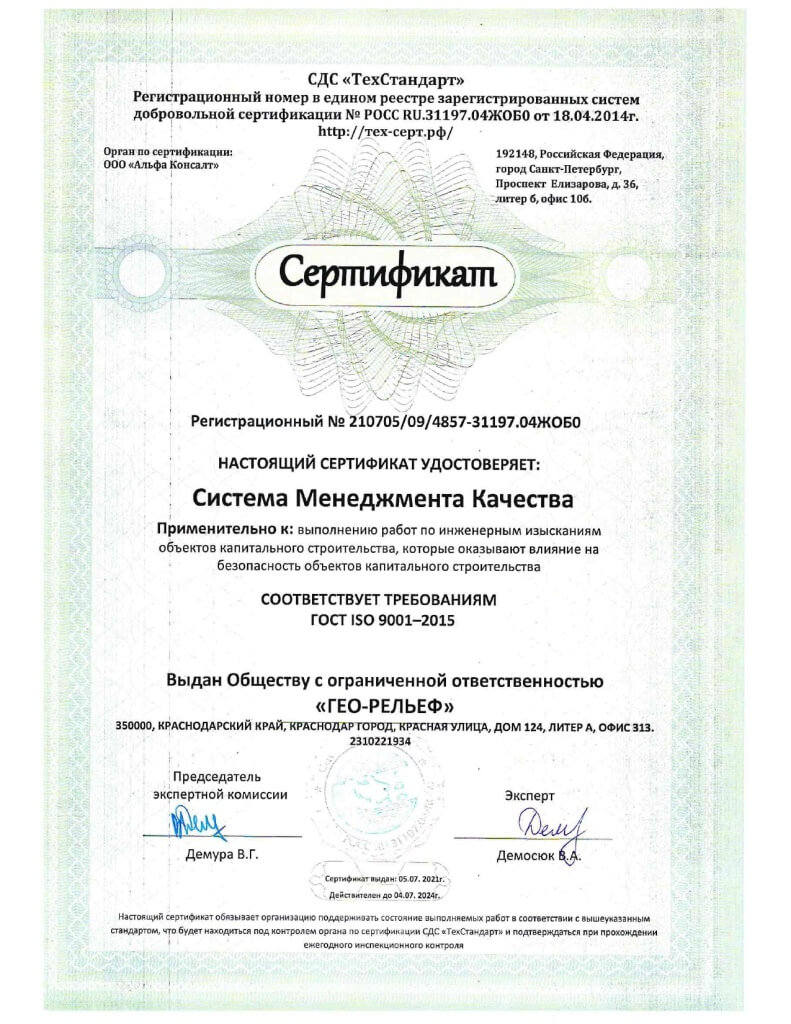 СДС «ТехСтандарт»
Регистрационный номер в едином реестре зарегистрированных систем
добровольной сертификации № РОСС RU.31197.04ЖОБ0 от 18.04.2014г.
http://тех-серт.рф/
Орган по сертификации:
ООО «Альфа Консалт»
192148, Российская Федерация,
город Санкт-Петербург,
Проспект Елизарова, д. 36,
литер б, офис 10б.
Сертификат
Регистрационный № 210705/09/4857-31197.04ЖОБ0
НАСТОЯЩИЙ СЕРТИФИКАТ УДОСТОВЕРЯЕТ:
Система Менеджмента Качества
Применительно к: выполнению работ по инженерным изысканиям
объектов капитального строительства, которые оказывают влияние на
безопасность объектов капитального строительства
СООТВЕТСТВУЕТ ТРЕБОВАНИЯМ
ГОСТ ISO 9001–2015
Выдан Обществу с ограниченной ответственностью
«ГЕО-РЕЛЬЕФ»
350000, КРАСНОДАРСКИЙ КРАЙ, КРАСНОДАР ГОРОД, КРАСНАЯ УЛИЦА, ДОМ 124, ЛИТЕР А, ОФИС 313.
2310221934
Председатель
экспертной комиссии
Демура В.Г.
Эксперт
Демосюк В.А.
Сертификат выдан: 05.07. 2021г.
Действителен до 04.07. 2024г.
Настоящий сертификат обязывает организацию поддерживать состояние выполняемых работ в соответствии с вышеуказанным
стандартом, что будет находиться под контролем органа по сертификации СДС «ТехСтандарт» и подтверждаться при прохождении
ежегодного инспекционного контроля